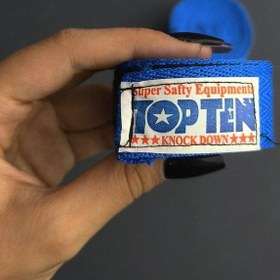 Super Safty Equipment
TOP TEN
★★★ KNOCK DOWN ★★★